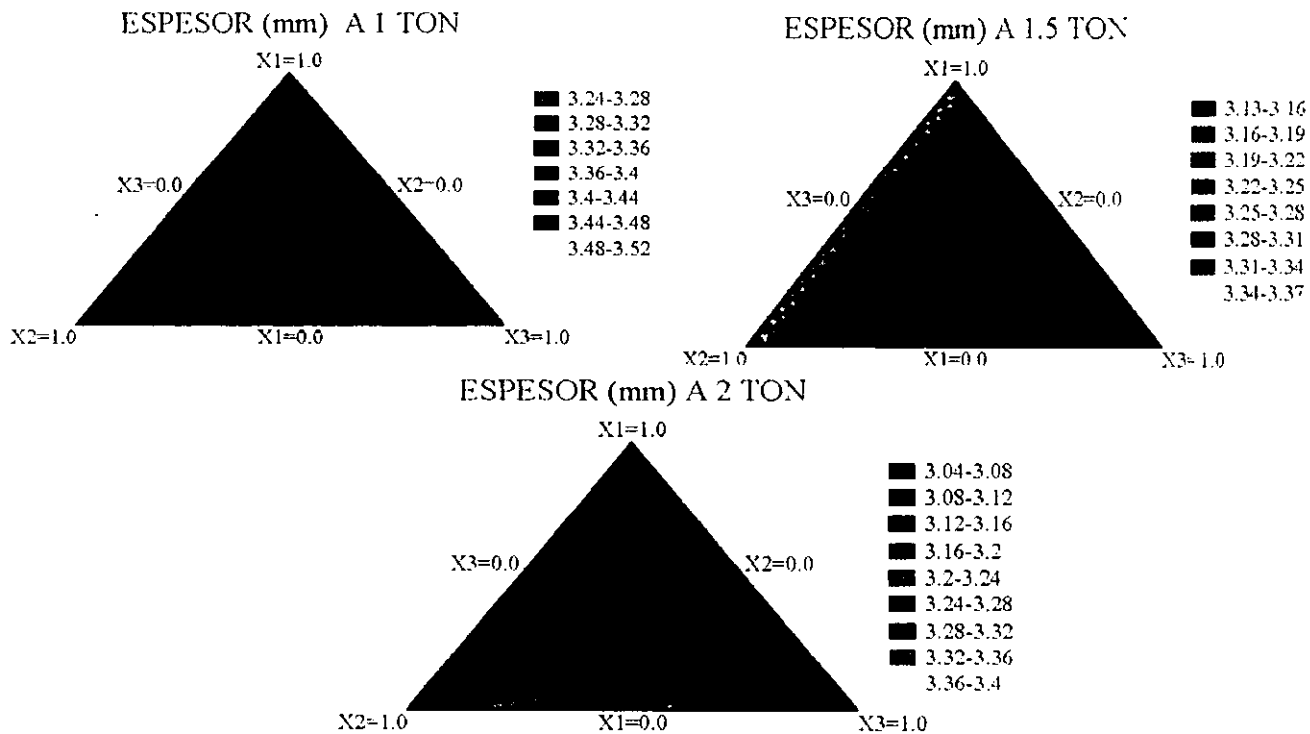 ESPESOR (mm) A 1 TON
X1=1.0
X3=0.0
X2=0.0
X2=1.0
X1=0.0
X3=1.0
3.24-3.28
3.28-3.32
3.32-3.36
3.36-3.4
3.4-3.44
3.44-3.48
3.48-3.52
ESPESOR (mm) A 1.5 TON
X1=1.0
X3=0.0
X2=0.0
X2=1.0
X1=0.0
X3=1.0
3.13-3.16
3.16-3.19
3.19-3.22
3.22-3.25
3.25-3.28
3.28-3.31
3.31-3.34
3.34-3.37
ESPESOR (mm) A 2 TON
X1=1.0
X3=0.0
X2=0.0
X2=1.0
X1=0.0
X3=1.0
3.04-3.08
3.08-3.12
3.12-3.16
3.16-3.2
3.2-3.24
3.24-3.28
3.28-3.32
3.32-3.36
3.36-3.4